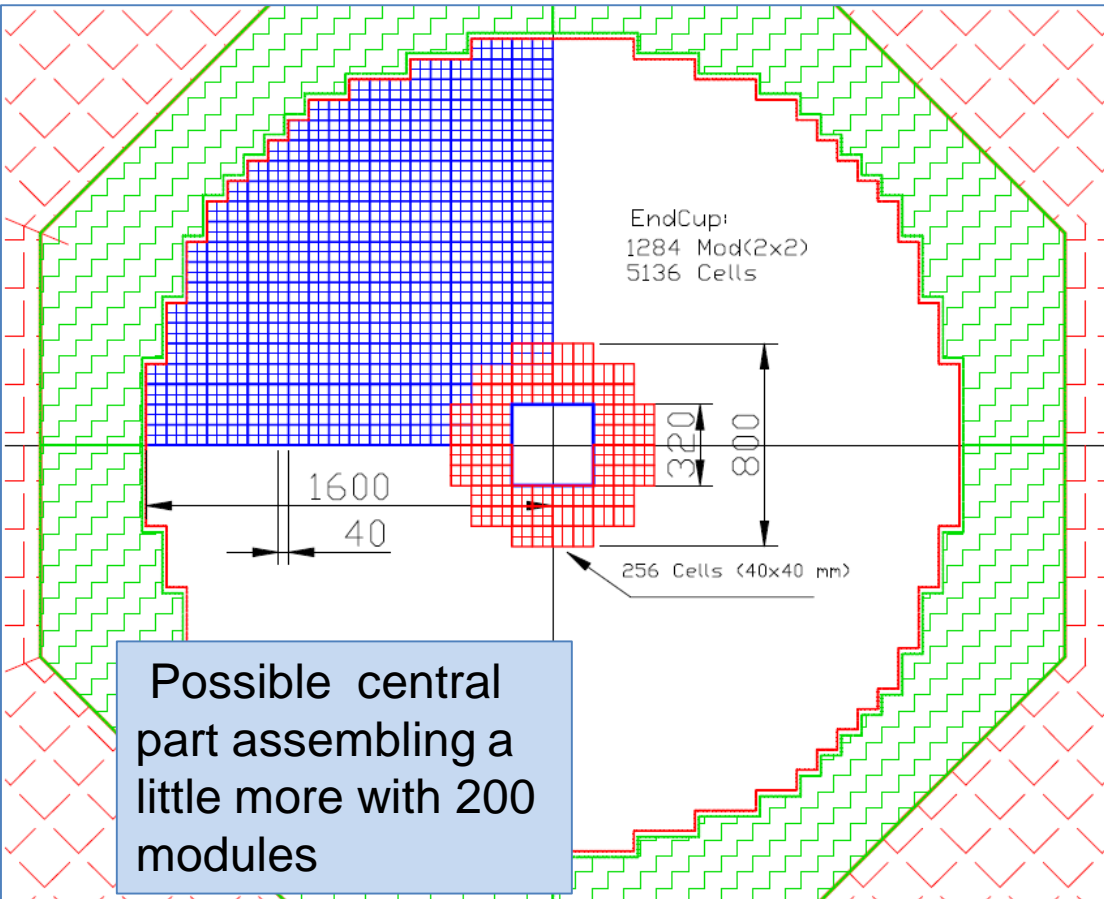 EndCup:
1284 Mod(2x2)
5136 Cells
320
800
1600
40
256 Cells (40x40 mm)
Possible central
part assembling a
little more with 200
modules